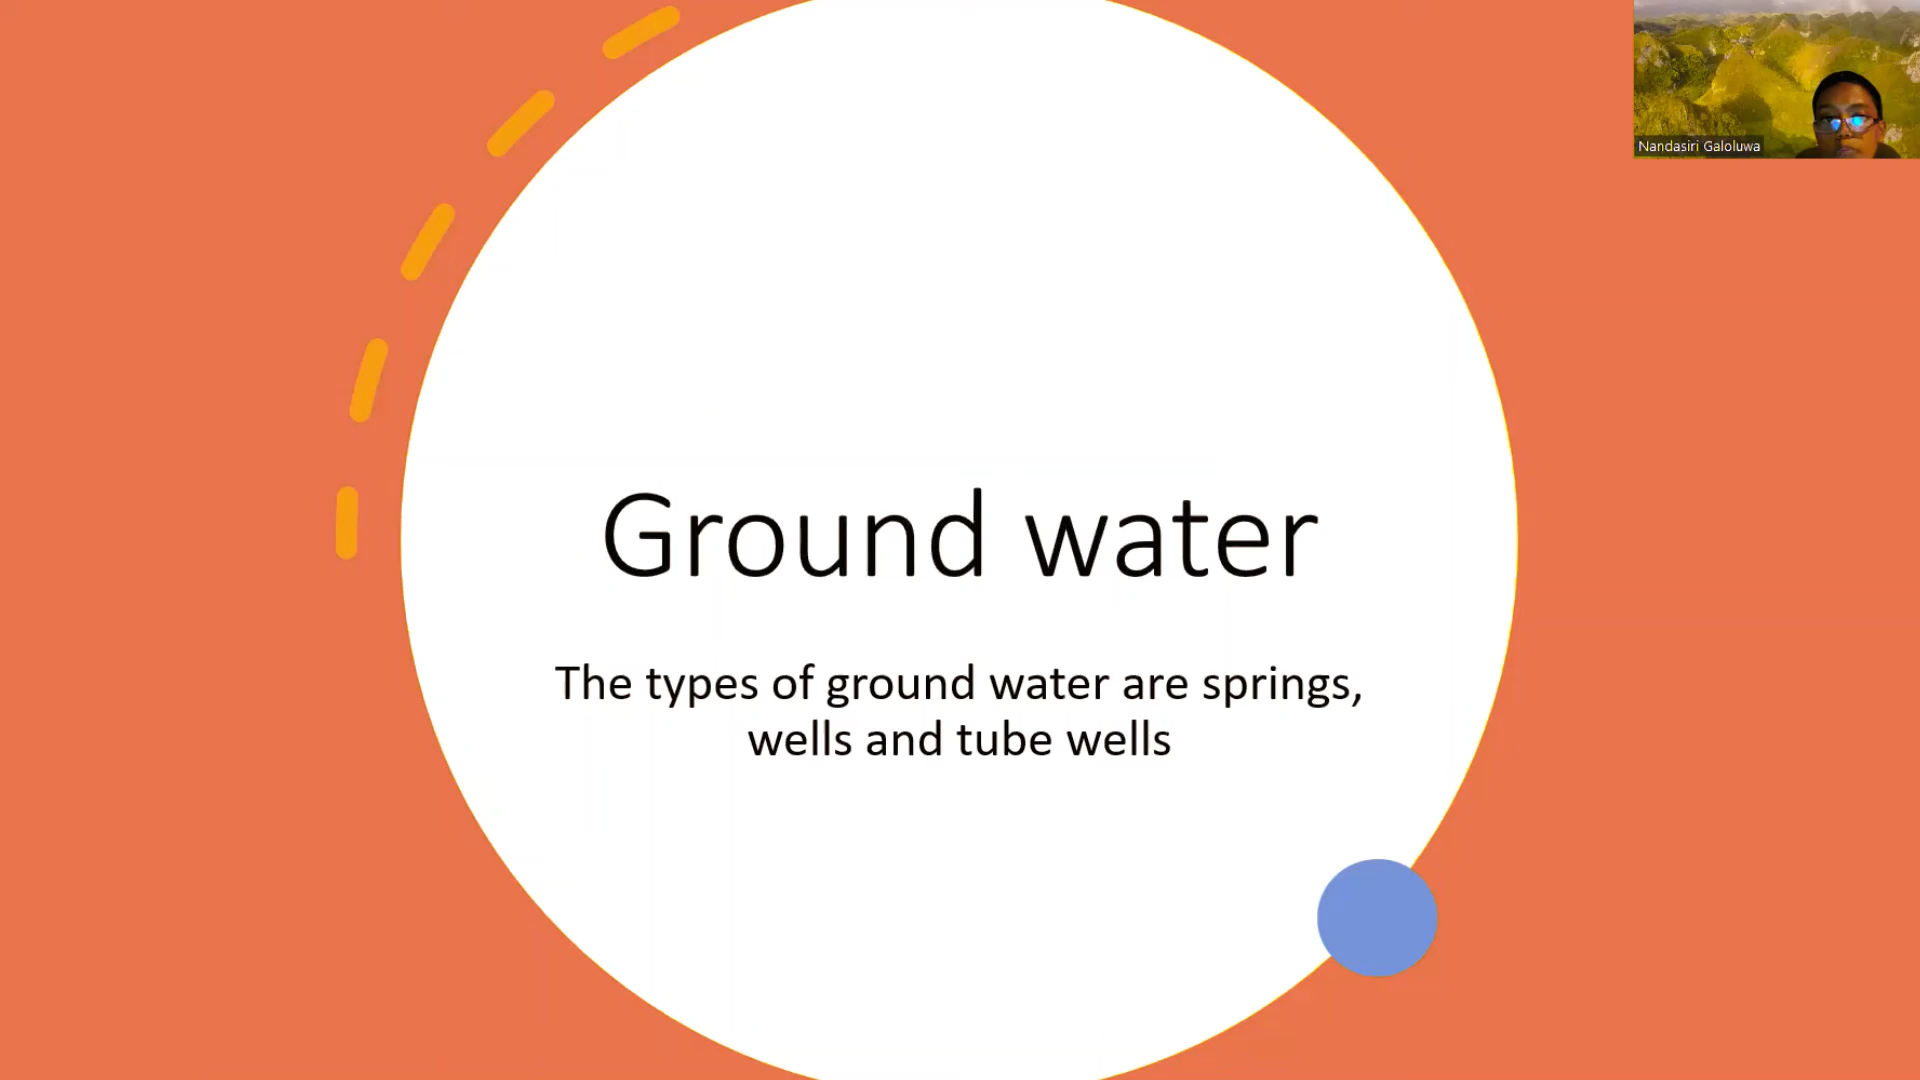 Nandasiri Galoluwa
Ground water
The types of ground water are springs,
wells and tube wells